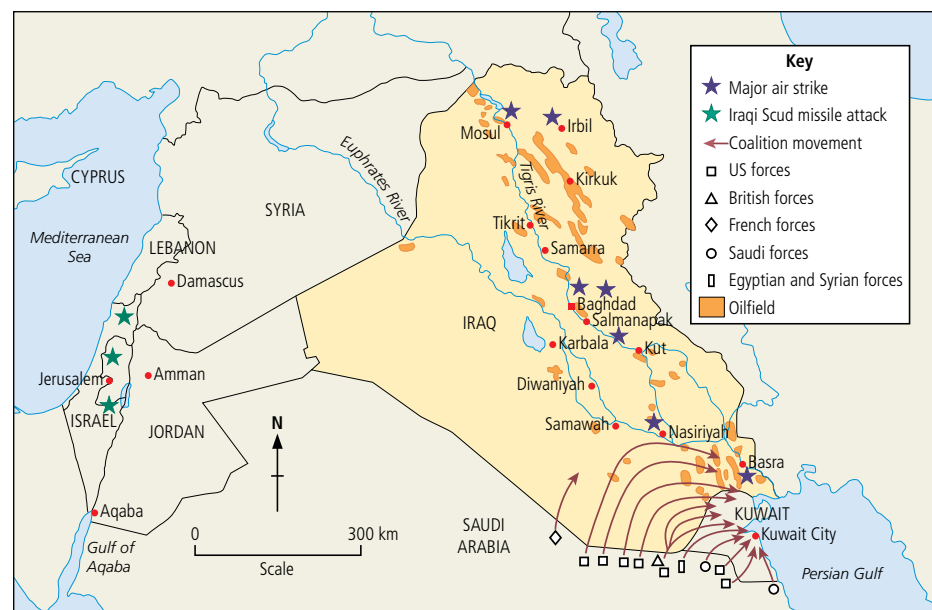 Key
Major air strike
Iraqi Scud missile attack
Coalition movement
US forces
British forces
French forces
Saudi forces
Egyptian and Syrian forces
Oilfield
Mosul
Irbil
Kirkuk
Euphrates River
Tigris River
CYPRUS
SYRIA
Tikrit
Mediterranean
Sea
LEBANON
Samarra
Damascus
Baghdad
Salmanapak
IRAQ
Karbala
Kut
Jerusalem
Amman
Diwaniyah
ISRAEL
JORDAN
Samawah
Nasiriyah
N
Basra
Aqaba
KUWAIT
SAUDI
ARABIA
Kuwait City
0
300 km
Scale
Gulf of
Aqaba
Persian Gulf